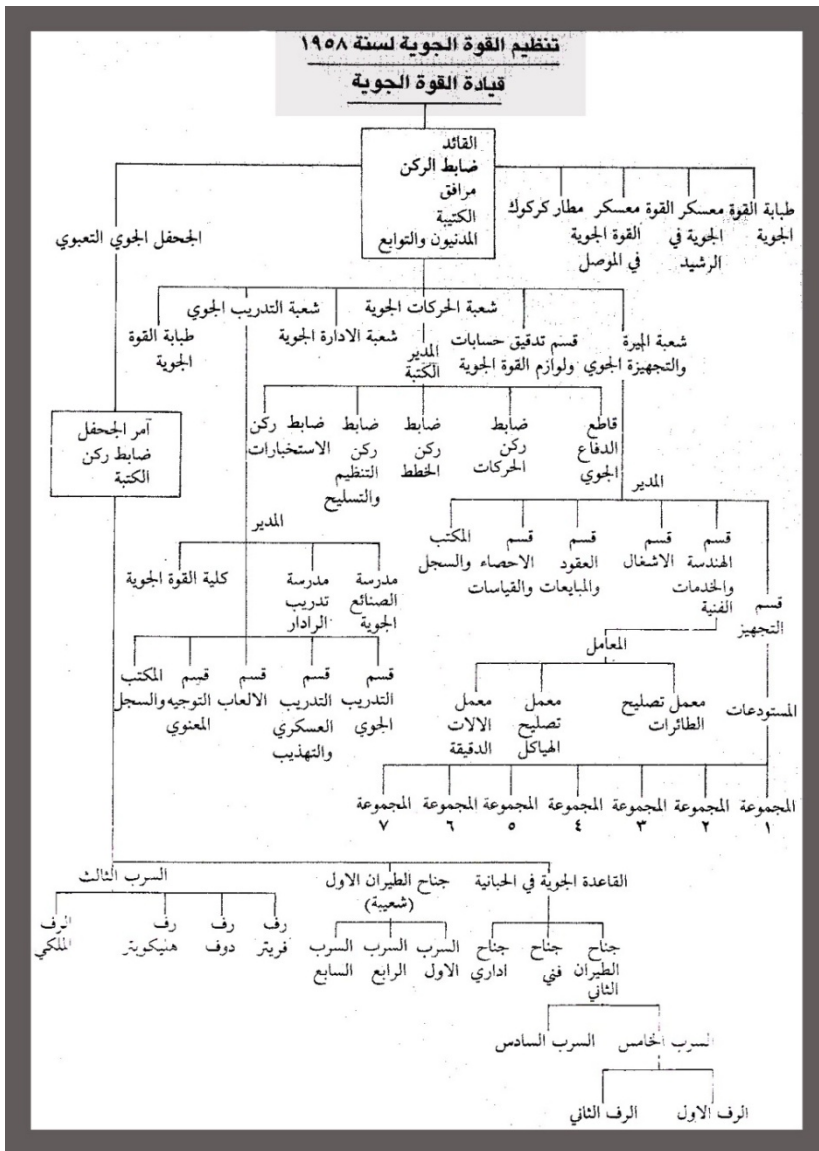 تنظيم القوة الجوية لسنة ١٩٥٨
قيادة القوة الجوية
القائد
ضابط الركن
مرافق
الكتيبة
المدنيون والتوابع
طبابة القوة
الجوية
معسكر القوة
الجوية في
الرشيد
معسكر
القوة الجوية
في الموصل
مطار كركوك
الجحفل الجوي التعبوي
شعبة الميرة
والتجهيزة الجوي
قسم تدقيق حسابات
ولوازم القوة الجوية
شعبة الحركات الجوية
المدير
الكتبة
شعبة الادارة الجوية
شعبة التدريب الجوي
طبابة القوة
الجوية
قاطع
الدفاع
الجوي
ضابط
ركن
الحركات
ضابط
ركن
الخطط
ضابط
ركن
التنظيم
والتسليح
ضابط ركن
الاستخبارات
آمر الجحفل
ضابط ركن
الكتبة
المدير
قسم
التجهيز
قسم
الهندسة
والخدمات
الفنية
قسم
الاشغال
قسم
العقود
والمبايعات
قسم
الاحصاء
والقياسات
المكتب
والسجل
المدير
مدرسة
الصنائع
الجوية
مدرسة
تدريب
الرادار
كلية القوة الجوية
المعامل
معمل تصليح
الطائرات
معمل
تصليح
الهياكل
معمل
الالات
الدقيقة
قسم
التدريب
الجوي
قسم
التدريب
العسكري
والتهذيب
قسم
الالعاب
قسم
التوجيه
المعنوي
المكتب
والسجل
المستودعات
المجموعة
١
المجموعة
٢
المجموعة
٣
المجموعة
٤
المجموعة
٥
المجموعة
٦
المجموعة
٧
القاعدة الجوية في الحبانية
جناح الطيران الاول
(شعيبة)
السرب الثالث
جناح
الطيران
الثاني
جناح
فني
جناح
اداري
السرب
الاول
السرب
الرابع
السرب
السابع
رف
فريتر
رف
دوف
رف
هليكوبتر
الرف
الملكي
السرب الخامس
السرب السادس
الرف الاول
الرف الثاني